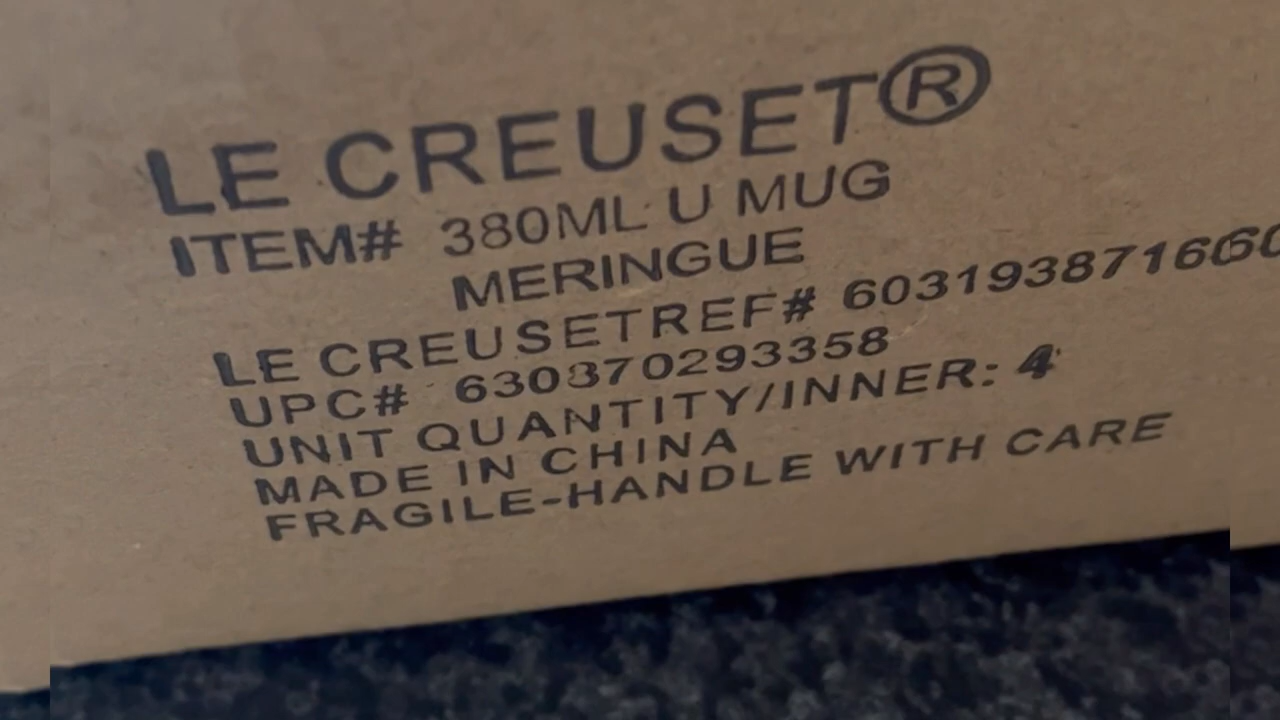 LE CREUSET®
ITEM# 380ML U MUG
MERINGUE
LE CREUSETREF#
UPC# 630870293358
UNIT QUANTITY/INNER: 4
MADE IN CHINA
FRAGILE-HANDLE WITH CARE